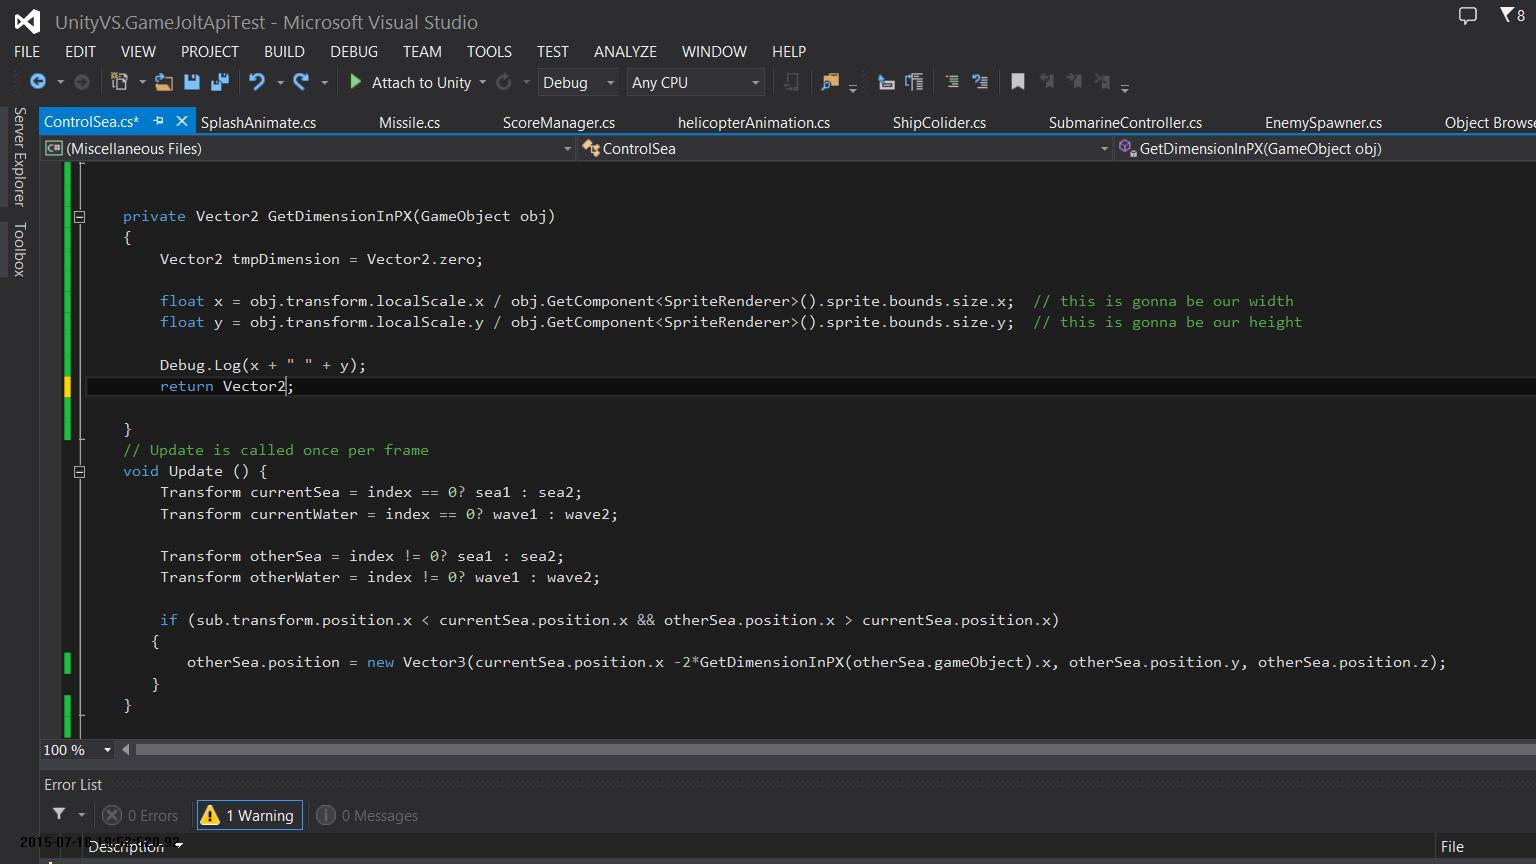 UnityVS.GameJoltApiTest - Microsoft Visual Studio
8
FILE EDIT VIEW PROJECT BUILD DEBUG TEAM TOOLS TEST ANALYZE WINDOW HELP
Attach to Unity Debug Any CPU
ControlSea.cs* SplashAnimate.cs Missile.cs ScoreManager.cs helicopterAnimation.cs ShipColider.cs SubmarineController.cs EnemySpawner.cs Object Browse
Server Explorer
Toolbox
C# (Miscellaneous Files) ControlSea GetDimensionInPX(GameObject obj)
private Vector2 GetDimensionInPX(GameObject obj)
{
Vector2 tmpDimension = Vector2.zero;
float x = obj.transform.localScale.x / obj.GetComponent<SpriteRenderer>().sprite.bounds.size.x; // this is gonna be our width
float y = obj.transform.localScale.y / obj.GetComponent<SpriteRenderer>().sprite.bounds.size.y; // this is gonna be our height
Debug.Log(x + " " + y);
return Vector2;
}
// Update is called once per frame
void Update () {
Transform currentSea = index == 0? sea1 : sea2;
Transform currentWater = index == 0? wave1 : wave2;
Transform otherSea = index != 0? sea1 : sea2;
Transform otherWater = index != 0? wave1 : wave2;
if (sub.transform.position.x < currentSea.position.x && otherSea.position.x > currentSea.position.x)
{
otherSea.position = new Vector3(currentSea.position.x -2*GetDimensionInPX(otherSea.gameObject).x, otherSea.position.y, otherSea.position.z);
}
}
100 %
Error List
0 Errors 1 Warning 0 Messages
Description File